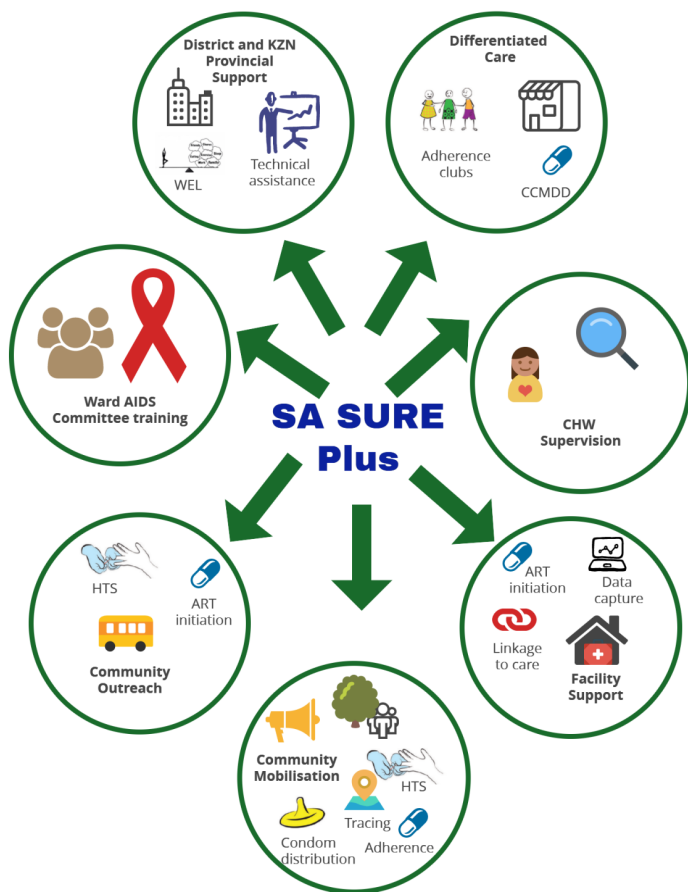 District and KZN
Provincial
Support
WEL
Technical
assistance
Differentiated
Care
Adherence
clubs
CCMDD
Ward AIDS
Committee training
SA SURE
Plus
CHW
Supervision
HTS
ART
initiation
Community
Outreach
ART
initiation
Data
capture
Linkage
to care
Facility
Support
Community
Mobilisation
HTS
Tracing
Condom
distribution
Adherence